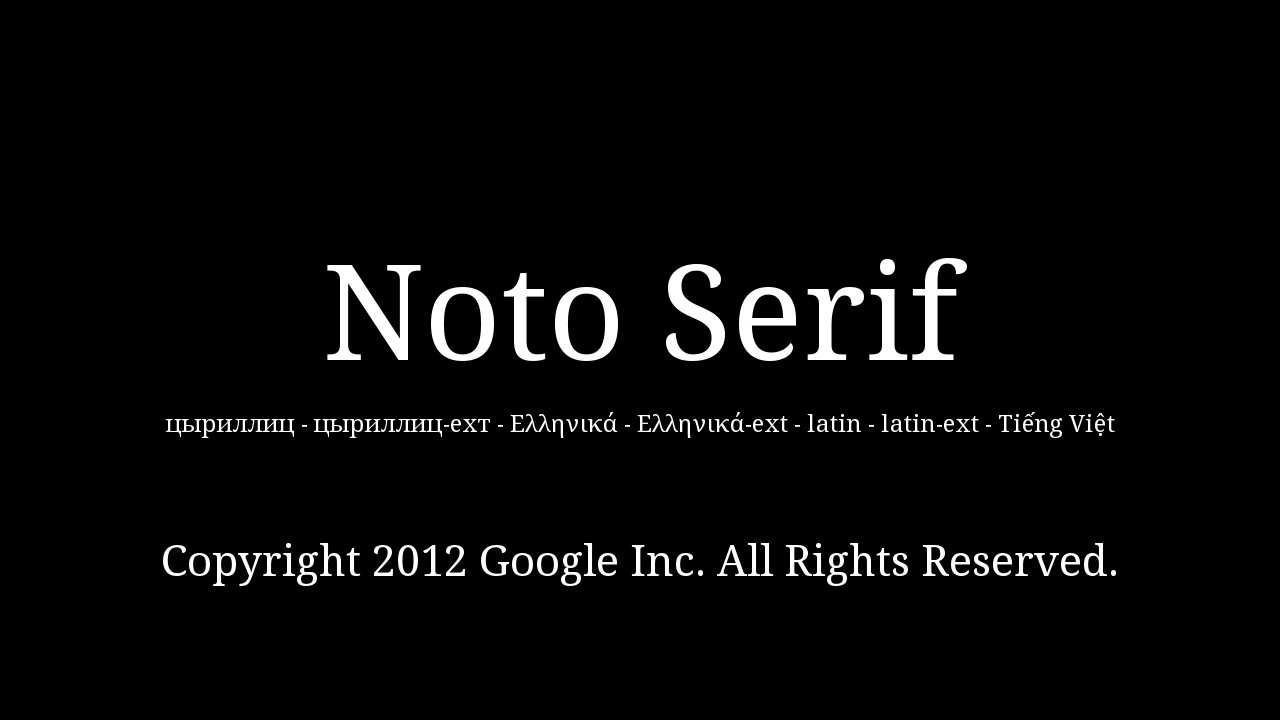 Noto Serif
цыриллиц - цыриллиц-ехт - Ελληνικά - Ελληνικά-ext - latin - latin-ext - Tiếng Việt
Copyright 2012 Google Inc. All Rights Reserved.